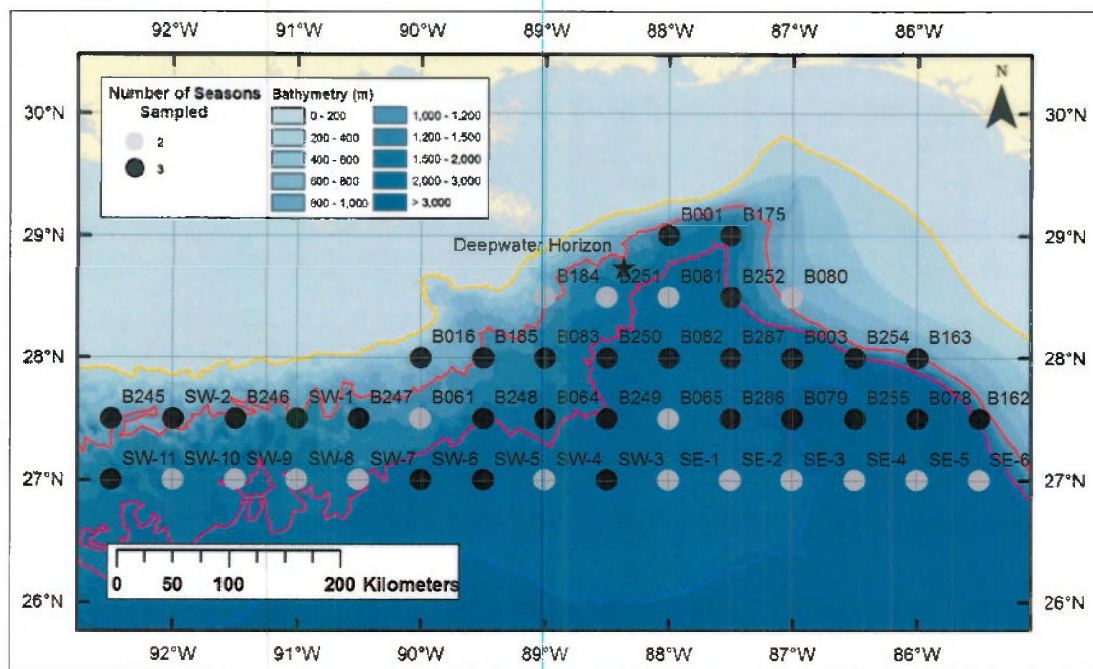 92°W 91°W 90°W 89°W 88°W 87°W 86°W
N
30°N 30°N
29°N 29°N
28°N 28°N
27°N 27°N
26°N 26°N
Number of Seasons
Sampled
2
3
Bathymetry (m)
0 - 200
200 - 400
400 - 600
600 - 800
800 - 1,000
1,000 - 1,200
1,200 - 1,500
1,500 - 2,000
2,000 - 3,000
> 3,000
B001 B175
Deepwater Horizon
B184 B251 B081 B252 B080
B016 B185 B083 B250 B082 B287 B003 B254 B163
B245 SW-2 B246 SW-1 B247 B061 B248 B064 B249 B065 B286 B079 B255 B078 B162
SW-11 SW-10 SW-9 SW-8 SW-7 SW-6 SW-5 SW-4 SW-3 SE-1 SE-2 SE-3 SE-4 SE-5 SE-6
0 50 100 200 Kilometers
92°W 91°W 90°W 89°W 88°W 87°W 86°W